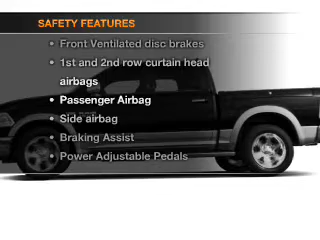 SAFETY FEATURES
• Front Ventilated disc brakes
• 1st and 2nd row curtain head
airbags
• Passenger Airbag
• Side airbag
• Braking Assist
• Power Adjustable Pedals